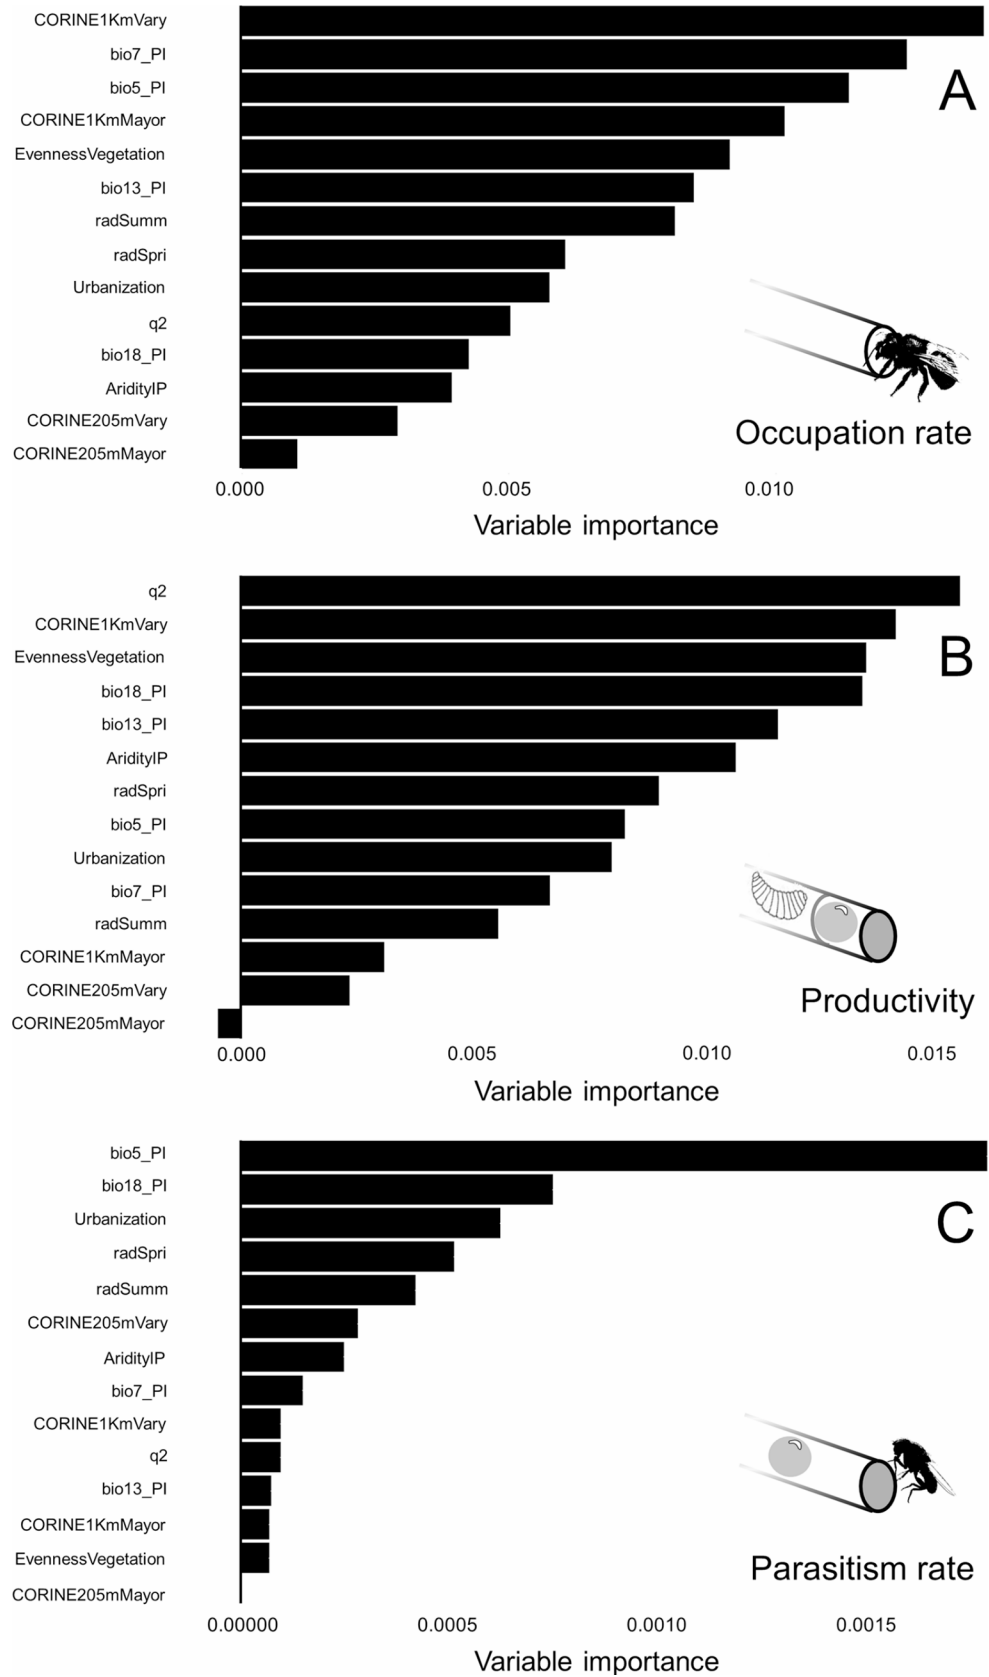 CORINE1KmVary
bio7_PI
bio5_PI
A
CORINE1KmMayor
EvennessVegetation
bio13_PI
radSumm
radSpri
Urbanization
q2
bio18_PI
AridityIP
CORINE205mVary
Occupation rate
CORINE205mMayor
0.000 0.005 0.010
Variable importance
q2
CORINE1KmVary
EvennessVegetation
B
bio18_PI
bio13_PI
AridityIP
radSpri
bio5_PI
Urbanization
bio7_PI
radSumm
CORINE1KmMayor
CORINE205mVary
Productivity
CORINE205mMayor
0.000 0.005 0.010 0.015
Variable importance
bio5_PI
bio18_PI
Urbanization
C
radSpri
radSumm
CORINE205mVary
AridityIP
bio7_PI
CORINE1KmVary
q2
bio13_PI
CORINE1KmMayor
EvennessVegetation
Parasitism rate
CORINE205mMayor
0.00000 0.0005 0.0010 0.0015
Variable importance